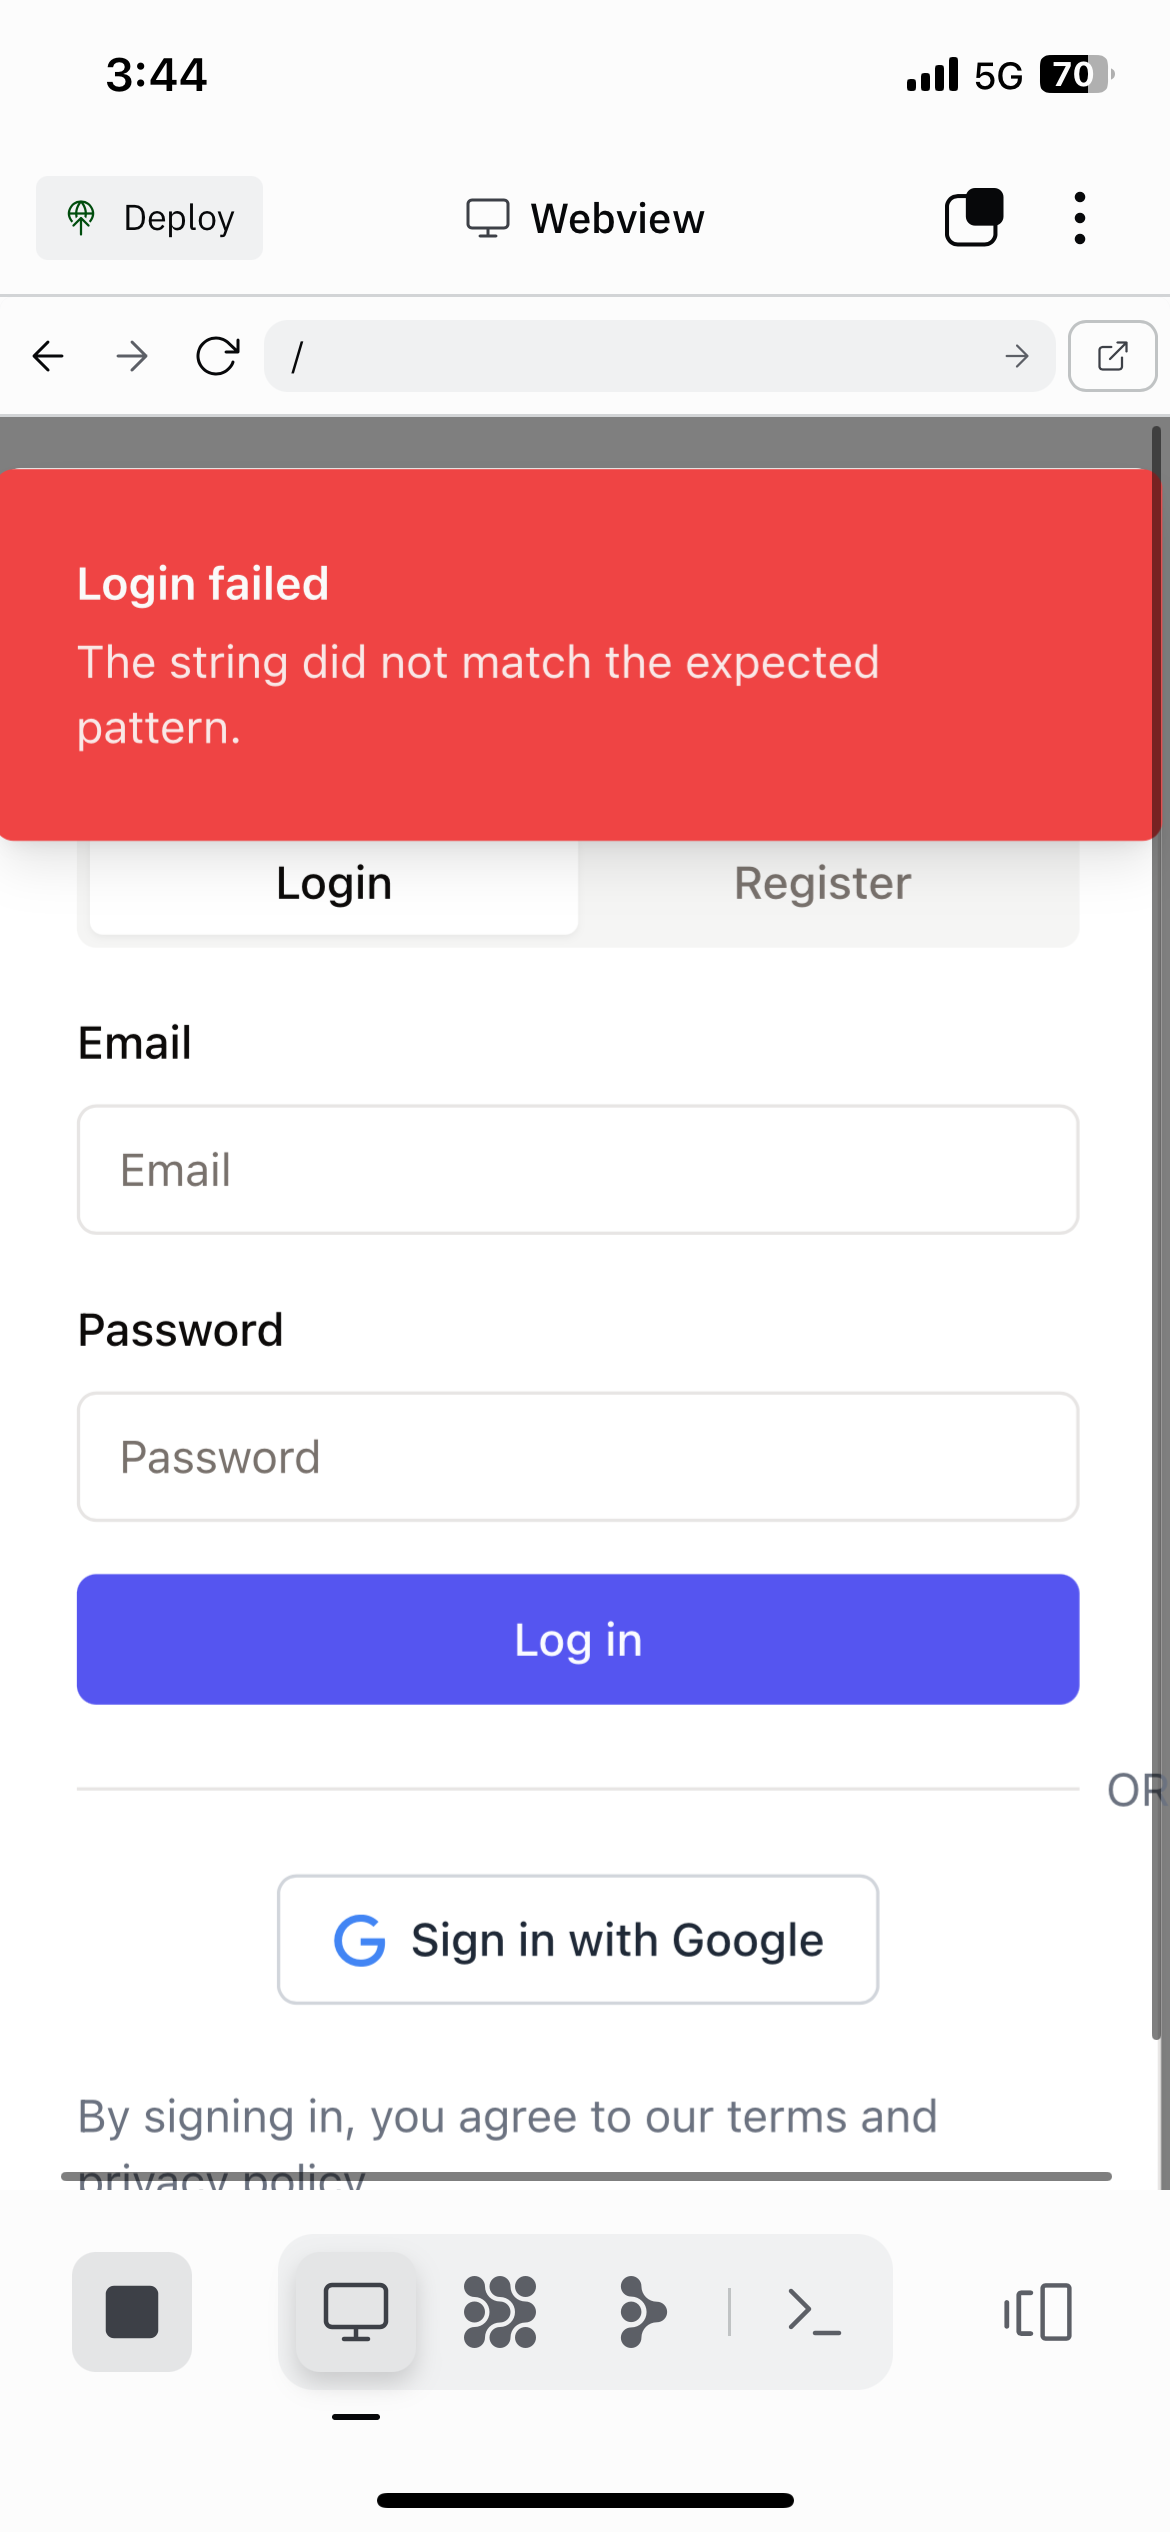 3:44
5G
70
Deploy
Webview
/
Login failed
The string did not match the expected
pattern.
Login
Register
Email
Email
Password
Password
Log in
OR
Sign in with Google
By signing in, you agree to our terms and
privacy policy